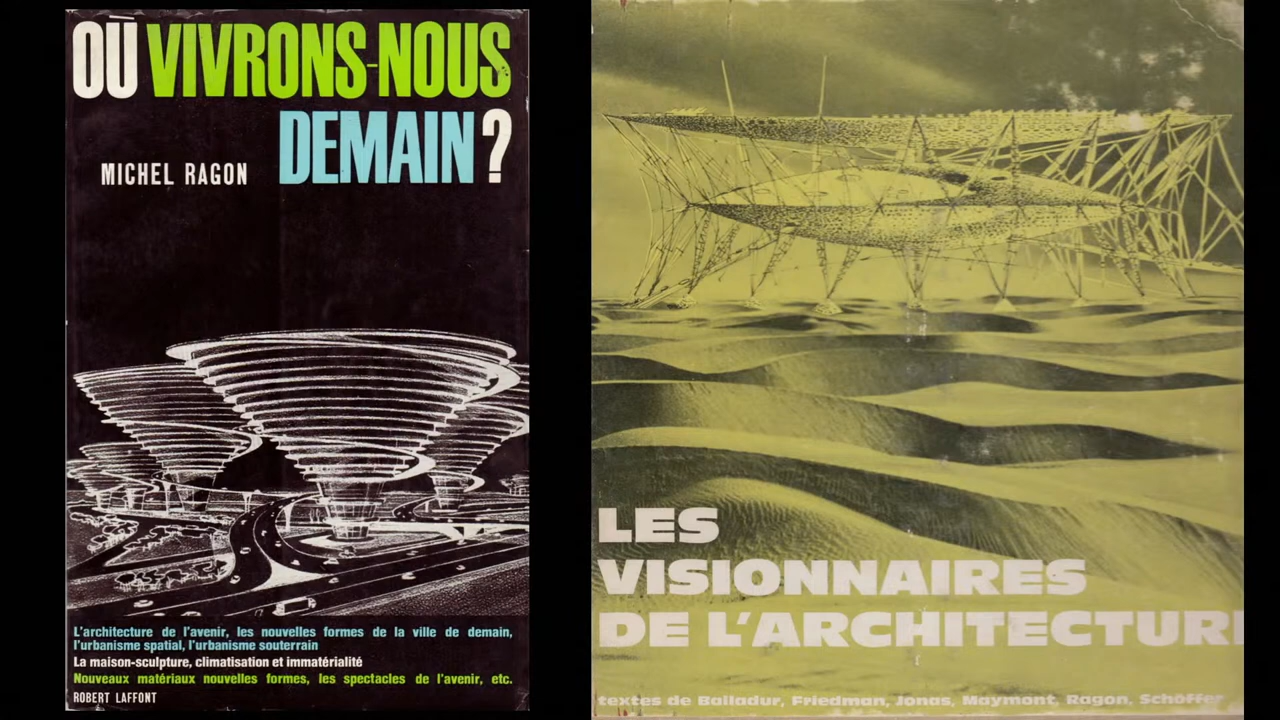 OÙ VIVRONS-NOUS
DEMAIN ?
MICHEL RAGON
L'architecture de l'avenir, les nouvelles formes de la ville de demain,
l'urbanisme spatial, l'urbanisme souterrain
La maison-sculpture, climatisation et immatérialité
Nouveaux matériaux nouvelles formes, les spectacles de l'avenir, etc.
ROBERT LAFFONT
LES
VISIONNAIRES
DE L'ARCHITECTURE
textes de Balladur, Friedman, Jonas, Maymont, Ragon, Schöffer